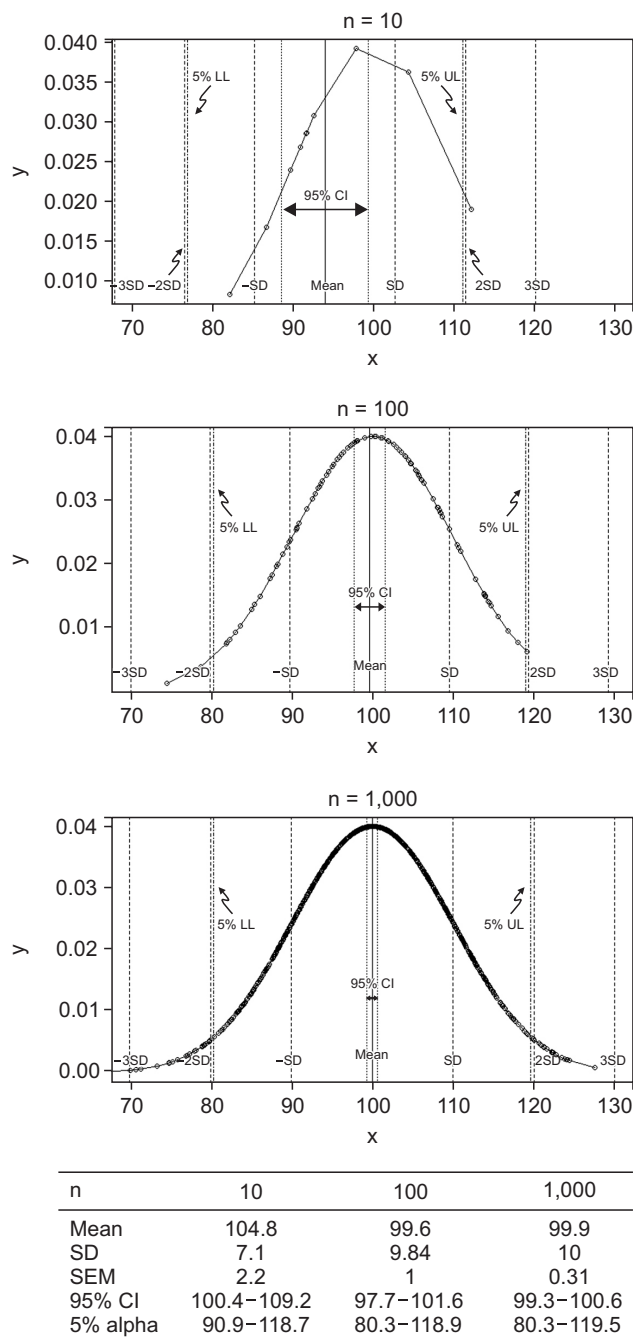 n = 10
0.040
0.035
0.030
0.025
0.020
0.015
0.010
y
5% LL
5% UL
95% CI
−3SD −2SD −SD Mean SD 2SD 3SD
70 80 90 100 110 120 130
x
n = 100
0.04
0.03
0.02
0.01
y
5% LL
5% UL
95% CI
Mean
−3SD −2SD −SD SD 2SD 3SD
70 80 90 100 110 120 130
x
n = 1,000
0.04
0.03
0.02
0.01
0.00
y
5% LL
5% UL
95% CI
Mean
−3SD −2SD −SD SD 2SD 3SD
70 80 90 100 110 120 130
x
n 10 100 1,000
Mean 104.8 99.6 99.9
SD 7.1 9.84 10
SEM 2.2 1 0.31
95% CI 100.4−109.2 97.7−101.6 99.3−100.6
5% alpha 90.9−118.7 80.3−118.9 80.3−119.5